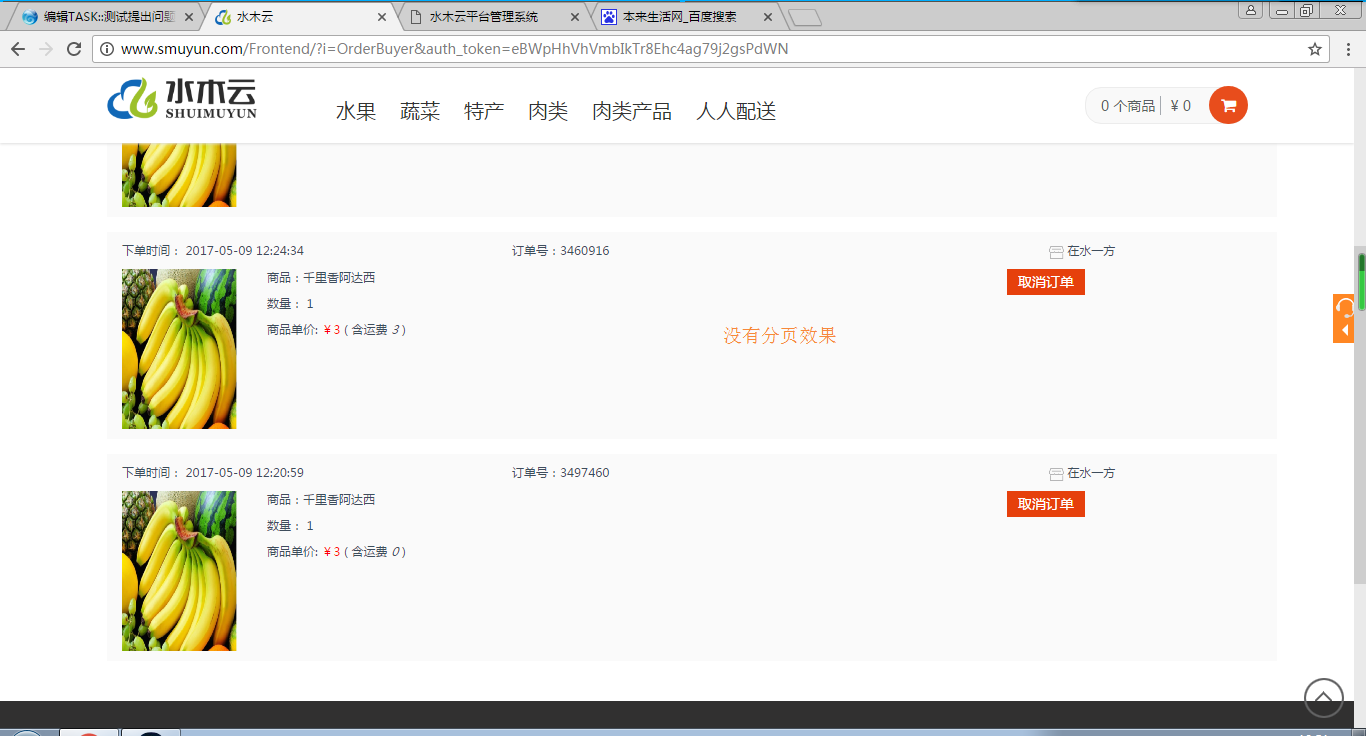 编辑TASK::测试提出问题
水木云
水木云平台管理系统
本来生活网_百度搜索
www.smuyun.com/Frontend/?i=OrderBuyer&auth_token=eBWpHhVhVmbIkTr8Ehc4ag79j2gsPdWN
水木云
SHUIMUYUN
水果 蔬菜 特产 肉类 肉类产品 人人配送
0 个商品 ¥ 0
下单时间： 2017-05-09 12:24:34 订单号：3460916 在水一方
商品：千里香阿达西 取消订单
数量： 1
商品单价: ¥ 3 ( 含运费 3 )
没有分页效果
下单时间： 2017-05-09 12:20:59 订单号：3497460 在水一方
商品：千里香阿达西 取消订单
数量： 1
商品单价: ¥ 3 ( 含运费 0 )